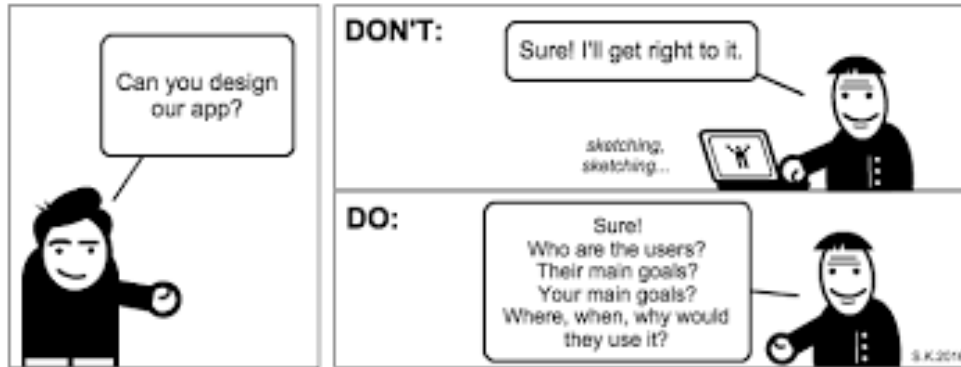 Can you design
our app?
DON'T:
Sure! I'll get right to it.
sketching,
sketching...
DO:
Sure!
Who are the users?
Their main goals?
Your main goals?
Where, when, why would
they use it?